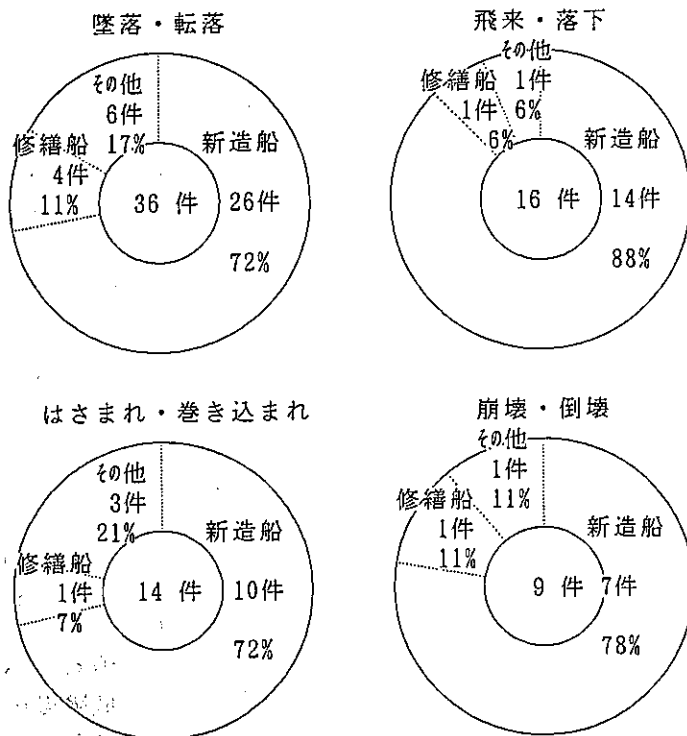 墜落・転落
その他
6件
17%
修繕船
4件
11%
36 件
新造船
26件
72%
飛来・落下
その他
1件
6%
修繕船
1件
6%
16 件
新造船
14件
88%
はさまれ・巻き込まれ
その他
3件
21%
修繕船
1件
7%
14 件
新造船
10件
72%
崩壊・倒壊
その他
1件
11%
修繕船
1件
11%
9 件
新造船
7件
78%